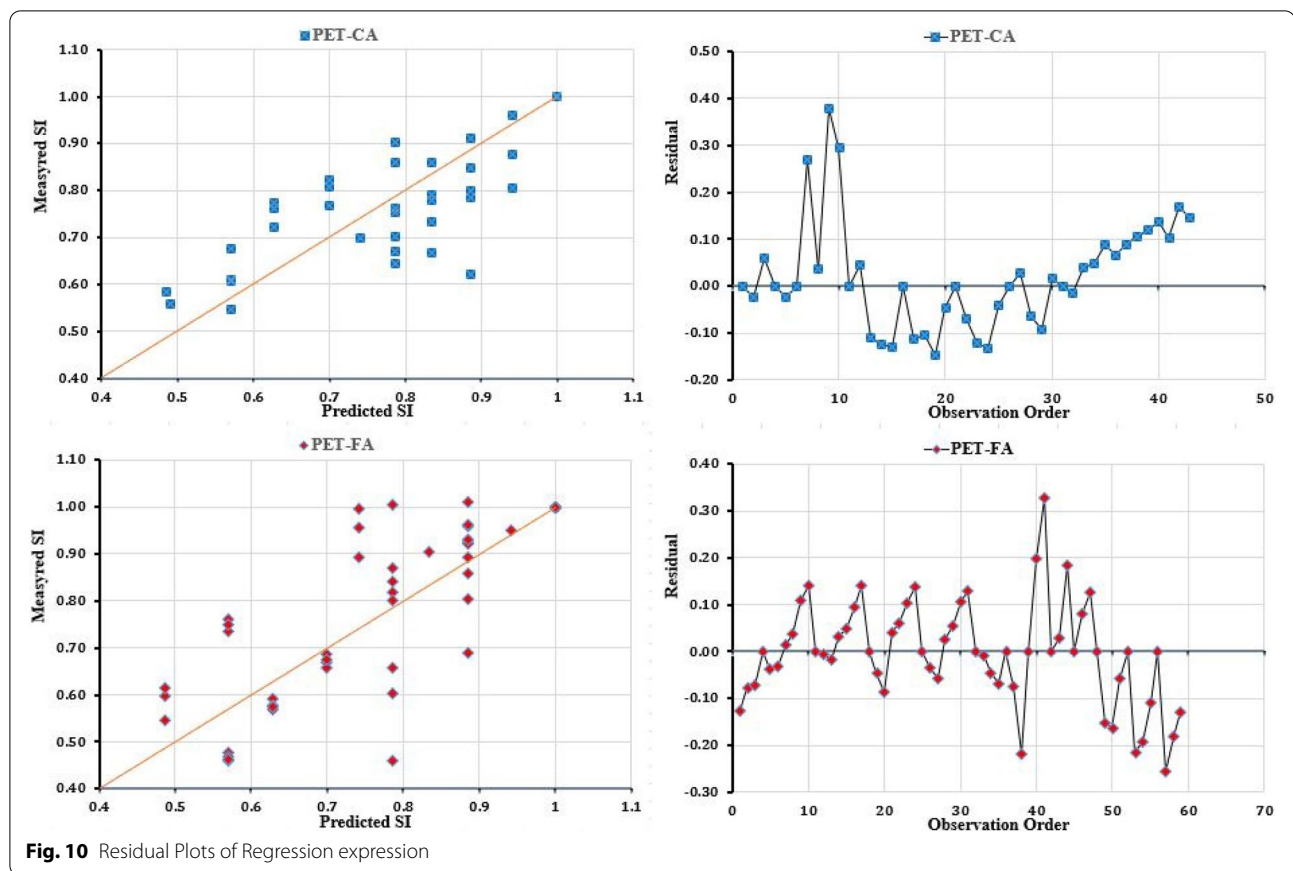 PET-CA
1.10
1.00
0.90
0.80
0.70
0.60
0.50
0.40
Measyred SI
0.4 0.5 0.6 0.7 0.8 0.9 1 1.1
Predicted SI
PET-CA
0.50
0.40
0.30
0.20
0.10
0.00
-0.10
-0.20
Residual
0 10 20 30 40 50
Observation Order
PET-FA
1.10
1.00
0.90
0.80
0.70
0.60
0.50
0.40
Measyred SI
0.4 0.5 0.6 0.7 0.8 0.9 1 1.1
Predicted SI
PET-FA
0.40
0.30
0.20
0.10
0.00
-0.10
-0.20
-0.30
Residual
0 10 20 30 40 50 60 70
Observation Order
Fig. 10 Residual Plots of Regression expression